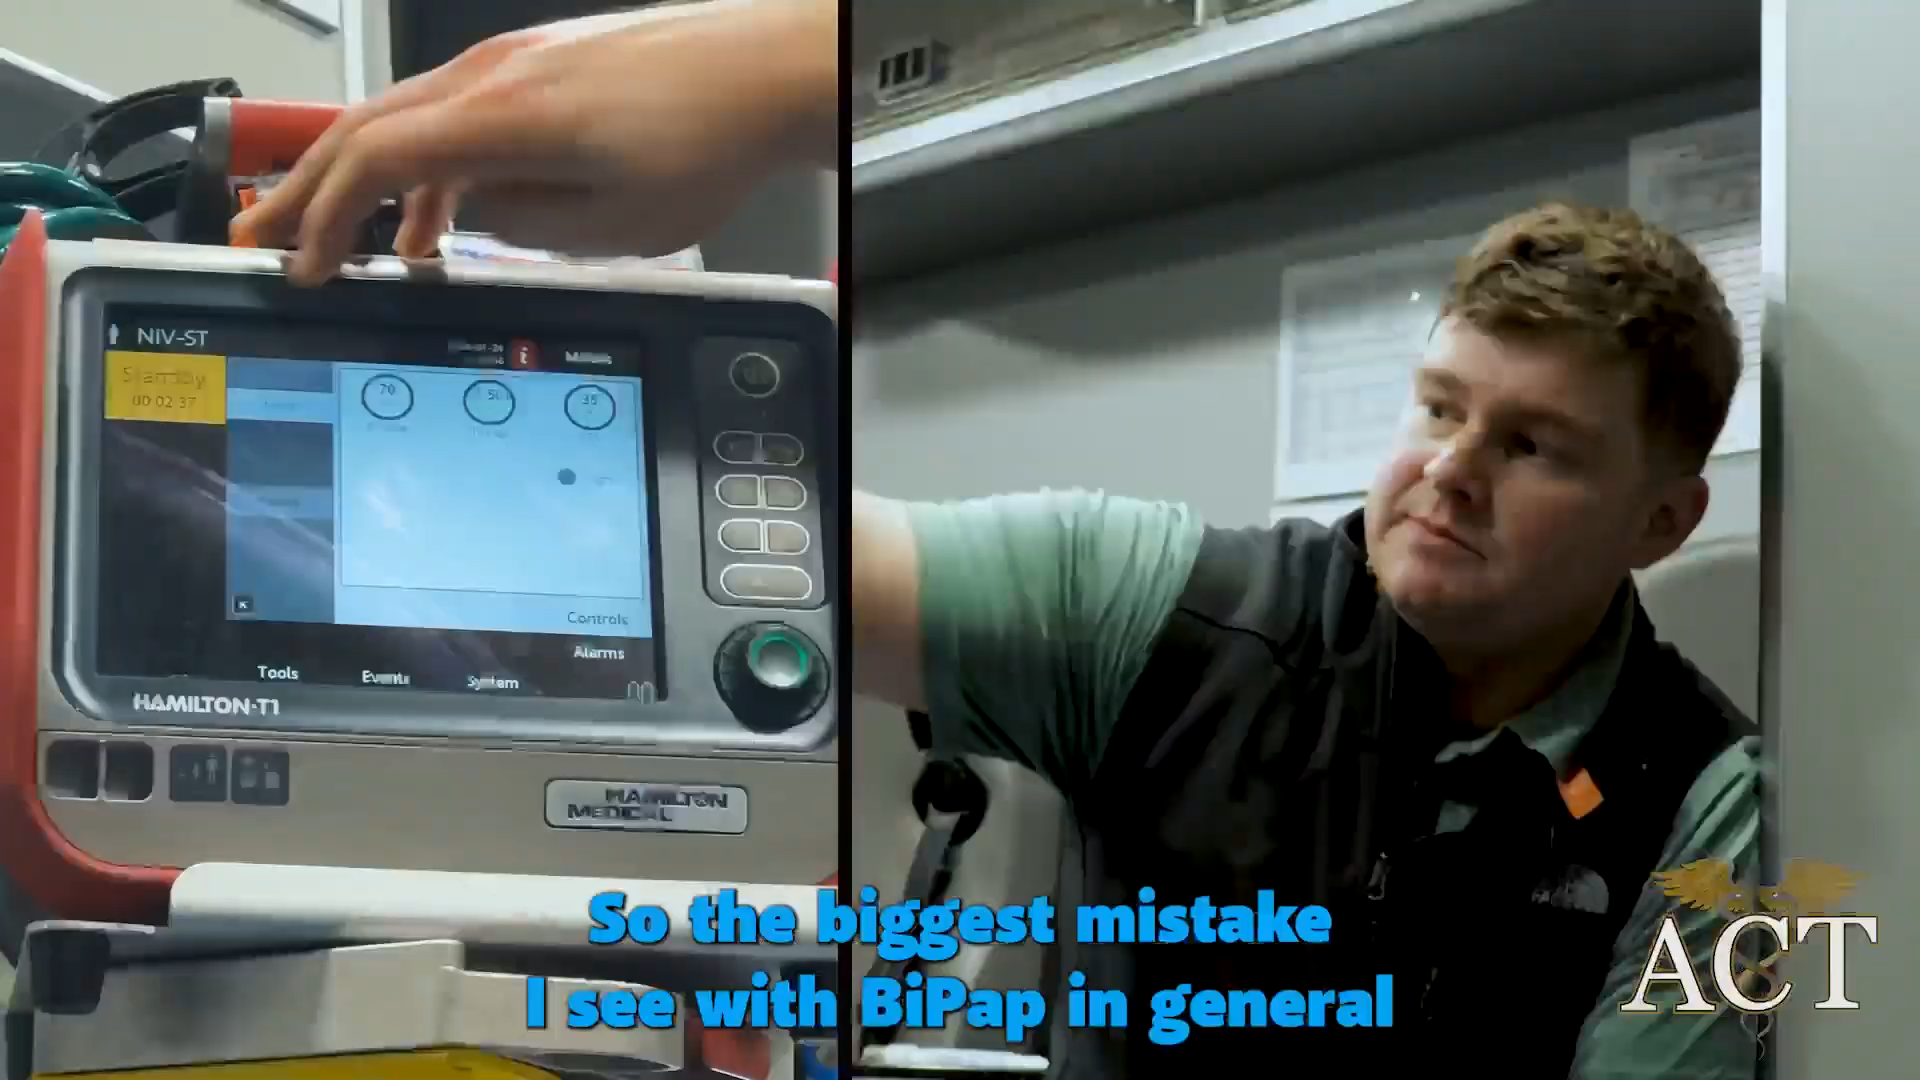 NIV-ST
Standby
00:02:37
i
70
50
35
Controls
Alarms
Tools
Events
System
HAMILTON-T1
HAMILTON
MEDICAL
So the biggest mistake
I see with BiPap in general
ACT